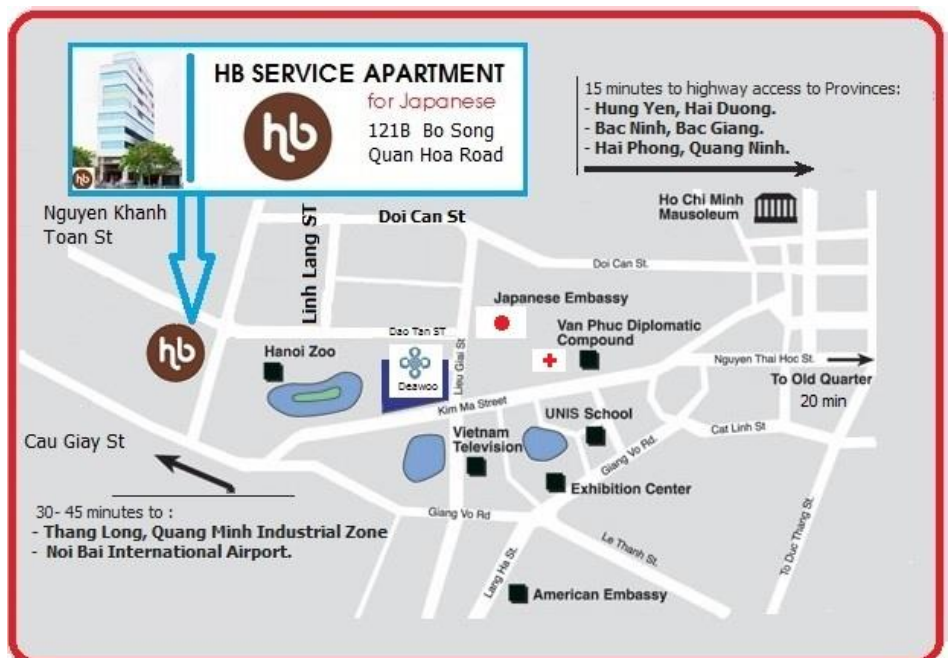 HB SERVICE APARTMENT
for Japanese
hb
121B Bo Song
Quan Hoa Road
hb
15 minutes to highway access to Provinces:
- Hung Yen, Hai Duong.
- Bac Ninh, Bac Giang.
- Hai Phong, Quang Ninh.
Nguyen Khanh
Toan St
Linh Lang ST
Doi Can St
Ho Chi Minh
Mausoleum
Doi Can St.
Japanese Embassy
Dao Tan ST
Van Phuc Diplomatic
Compound
hb
Hanoi Zoo
Deawoo
Lieu Giai St
Nguyen Thai Hoc St.
To Old Quarter
20 min
Kim Ma Street
UNIS School
Cau Giay St
Vietnam
Television
Giang Vo Rd.
Cat Linh St
Exhibition Center
30- 45 minutes to :
- Thang Long, Quang Minh Industrial Zone
- Noi Bai International Airport.
Giang Vo Rd
Le Thanh St.
To Duc Thang St.
Lang Ha St.
American Embassy